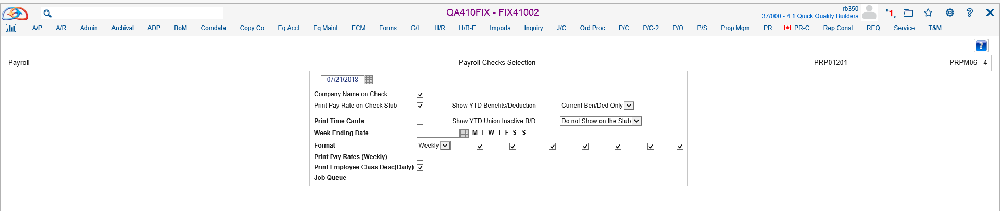 QA410FIX - FIX41002
rb350
37/000 - 4.1 Quick Quality Builders
1
A/P A/R Admin Archival ADP BoM Comdata Copy Co Eq Acct Eq Maint ECM Forms G/L H/R H/R-E Imports Inquiry J/C Ord Proc P/C P/C-2 P/O P/S Prop Mgm PR PR-C Rep Const REQ Service T&M
Payroll Payroll Checks Selection PRP01201 PRPM06 - 4
07/21/2018
Company Name on Check
Print Pay Rate on Check Stub Show YTD Benefits/Deduction Current Ben/Ded Only
Print Time Cards Show YTD Union Inactive B/D Do not Show on the Stub
Week Ending Date M T W T F S S
Format Weekly
Print Pay Rates (Weekly)
Print Employee Class Desc(Daily)
Job Queue